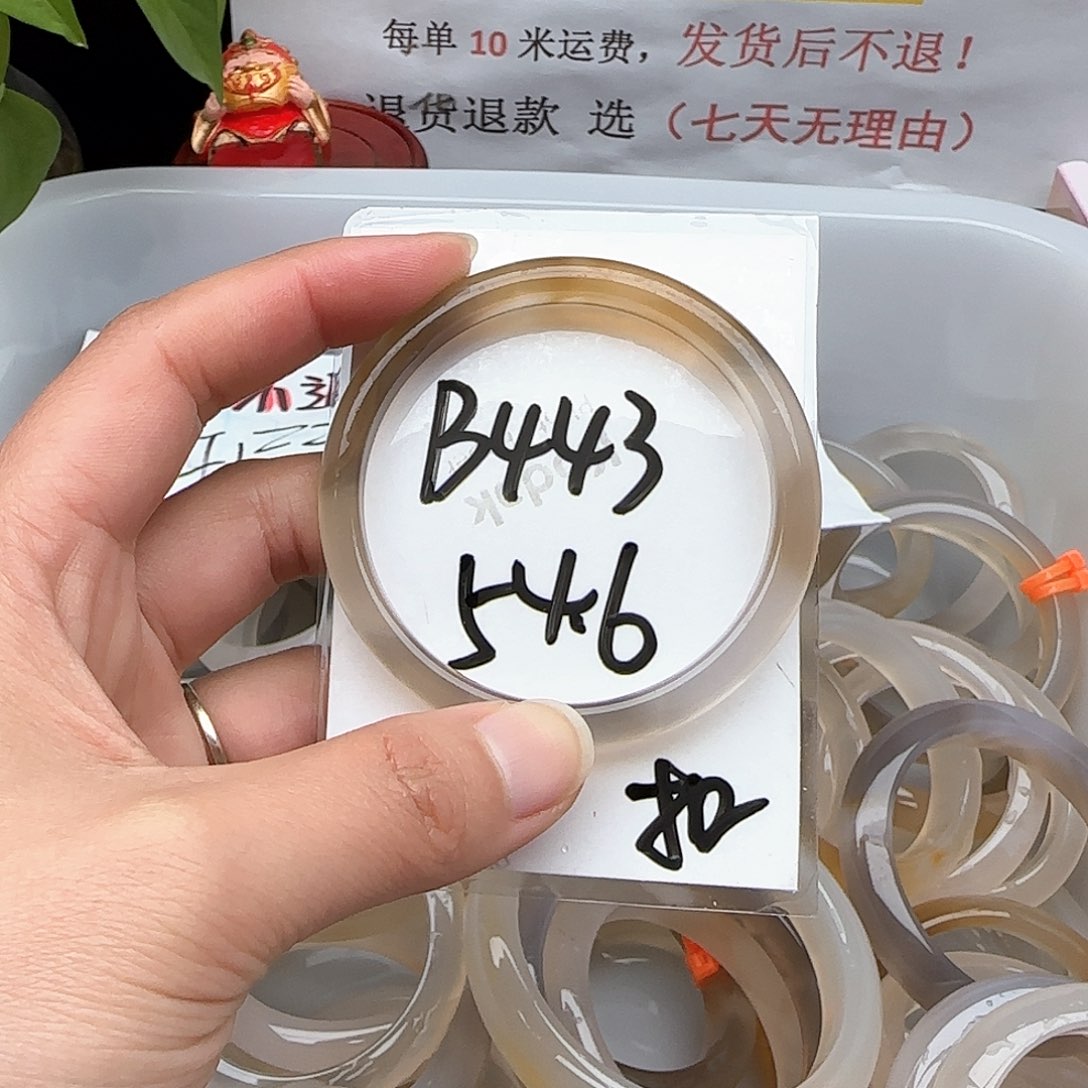 每单 10 米运费，发货后不退！
退货退款 选（七天无理由）
B443
kodak
54.6
扣